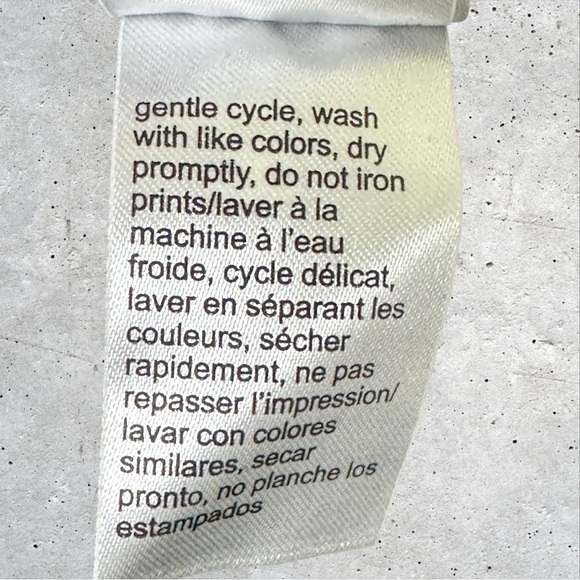 gentle cycle, wash
with like colors, dry
promptly, do not iron
prints/laver à la
machine à l'eau
froide, cycle délicat,
laver en séparant les
couleurs, sécher
rapidement, ne pas
repasser l'impression/
lavar con colores
similares, secar
pronto, no planche los
estampados